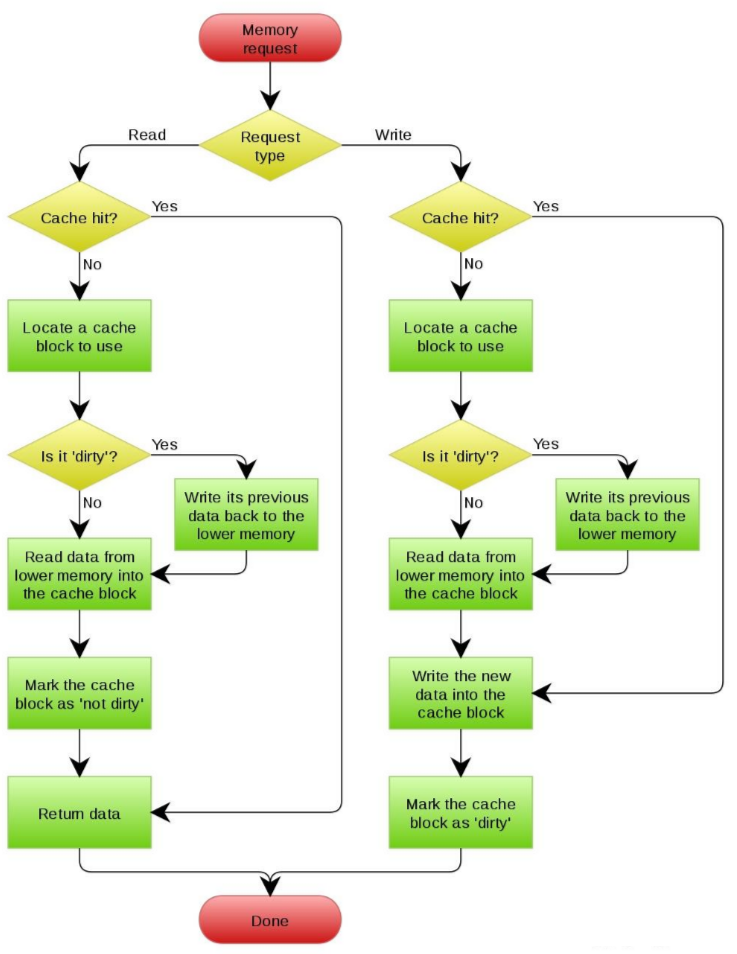 Memory
request
Request
type
Read
Write
Cache hit?
Yes
No
Locate a cache
block to use
Is it 'dirty'?
Yes
No
Write its previous
data back to the
lower memory
Read data from
lower memory into
the cache block
Mark the cache
block as 'not dirty'
Return data
Cache hit?
Yes
No
Locate a cache
block to use
Is it 'dirty'?
Yes
No
Write its previous
data back to the
lower memory
Read data from
lower memory into
the cache block
Write the new
data into the
cache block
Mark the cache
block as 'dirty'
Done